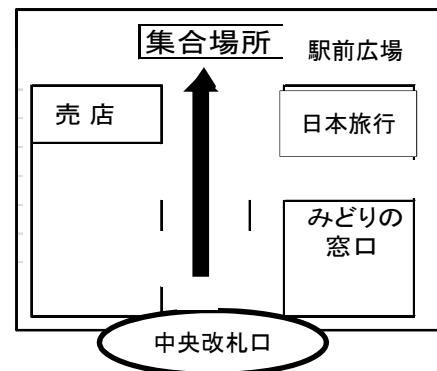 集合場所
駅前広場
売店
日本旅行
みどりの
窓口
中央改札口